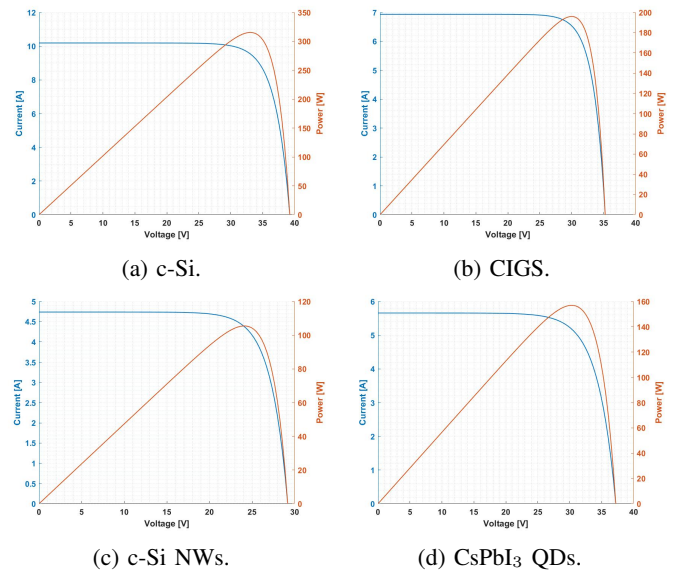 12 350
10 300
8 250
6 200
4 150
2 100
0 50
0
Current [A]
Power [W]
0 5 10 15 20 25 30 35 40
Voltage [V]
(a) c-Si.
7 200
6 180
5 160
4 140
3 120
2 100
1 80
0 60
40
20
0
Current [A]
Power [W]
0 5 10 15 20 25 30 35 40
Voltage [V]
(b) CIGS.
5 120
4.5 100
4 80
3.5 60
3 40
2.5 20
2 0
1.5
1
0.5
0
Current [A]
Power [W]
0 5 10 15 20 25 30
Voltage [V]
(c) c-Si NWs.
6 160
5 140
4 120
3 100
2 80
1 60
0 40
20
0
Current [A]
Power [W]
0 5 10 15 20 25 30 35 40
Voltage [V]
(d) CsPbI₃ QDs.